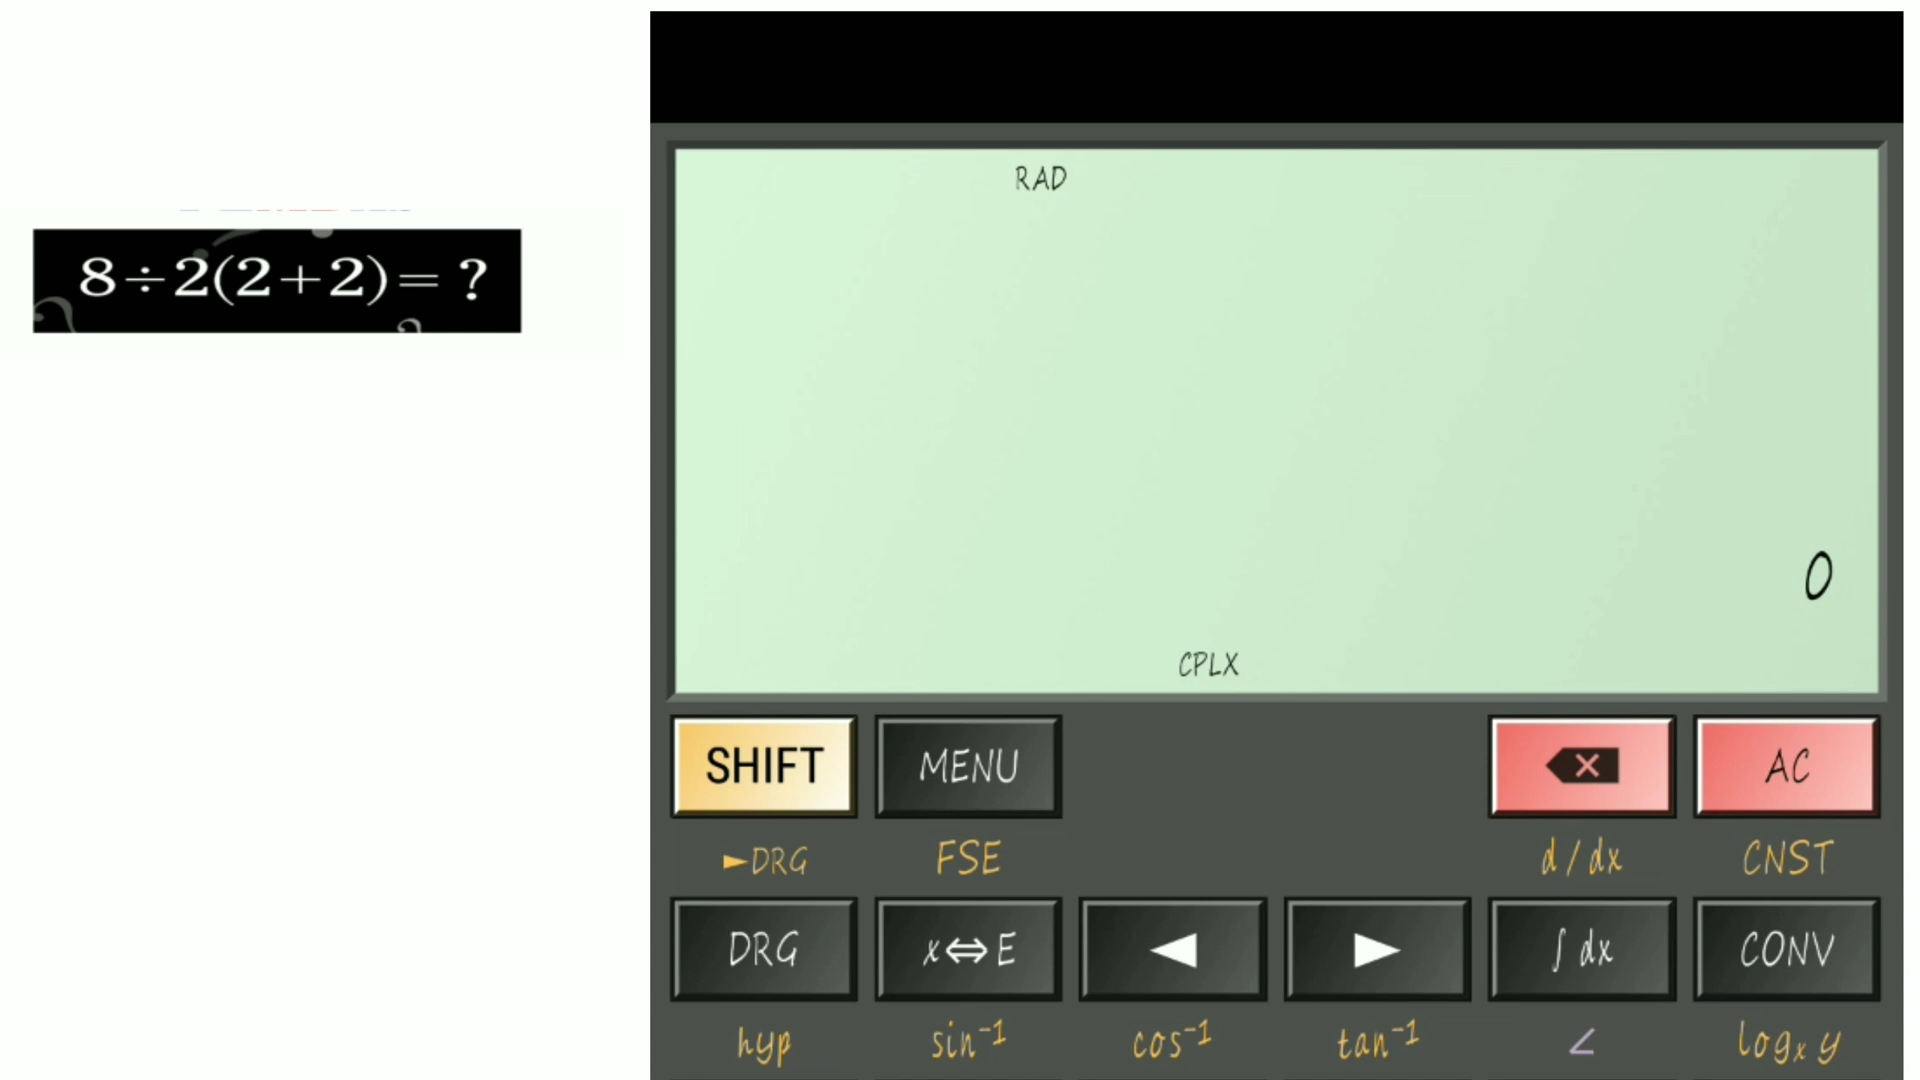 8÷2(2+2)= ?
RAD
0
CPLX
SHIFT MENU AC
►DRG FSE d/dx CNST
DRG x⇔E ◄ ► ∫dx CONV
hyp sin⁻¹ cos⁻¹ tan⁻¹ ∠ logₓy